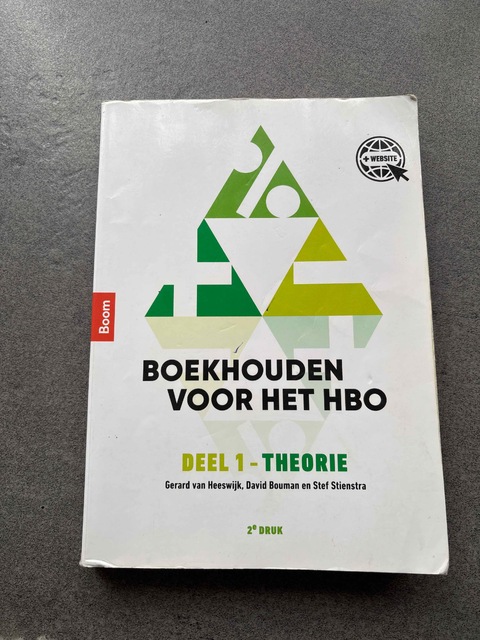 + WEBSITE
Boom
BOEKHOUDEN
VOOR HET HBO
DEEL 1 - THEORIE
Gerard van Heeswijk, David Bouman en Stef Stienstra
2e DRUK